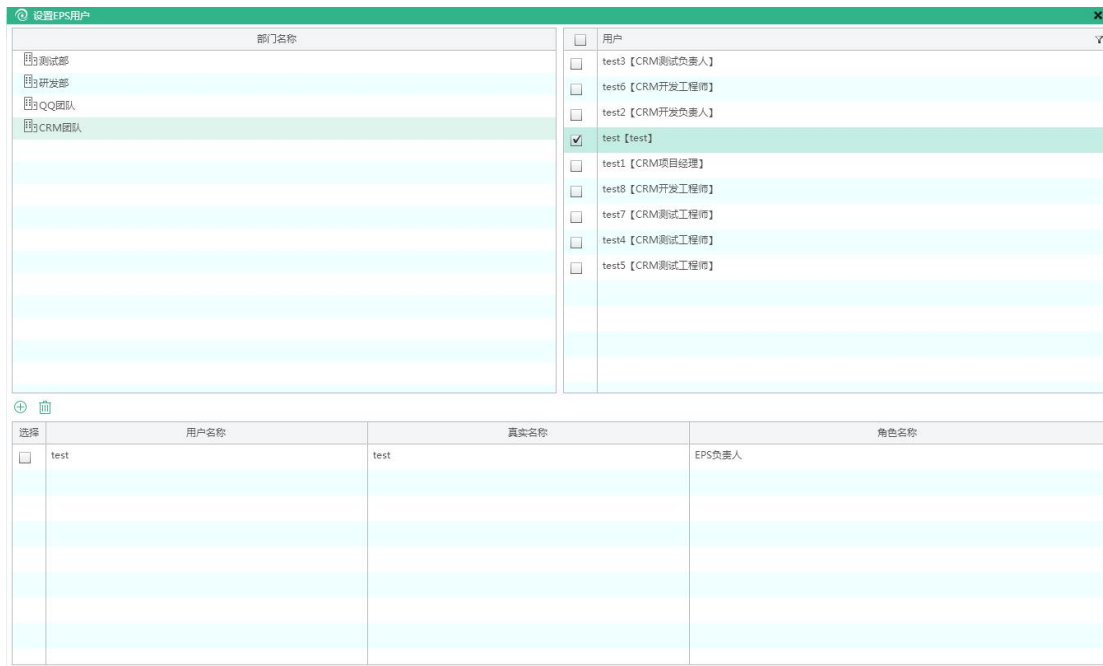 设置EPS用户
部门名称
测试部
研发部
QQ团队
CRM团队
用户
test3【CRM测试负责人】
test6【CRM开发工程师】
test2【CRM开发负责人】
test【test】
test1【CRM项目经理】
test8【CRM开发工程师】
test7【CRM测试工程师】
test4【CRM测试工程师】
test5【CRM测试工程师】
选择 用户名称 真实名称 角色名称
test test EPS负责人